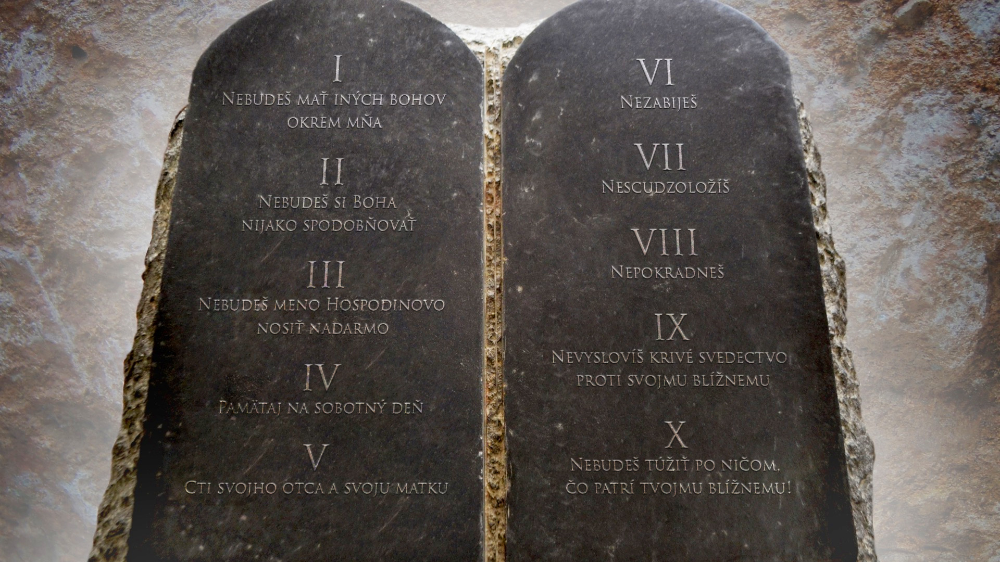 I
Nebudeš mať iných bohov
okrem mňa
II
Nebudeš si Boha
nijako spodobňovať
III
Nebudeš meno Hospodinovo
nosiť nadarmo
IV
Pamätaj na sobotný deň
V
Cti svojho otca a svoju matku
VI
Nezabiješ
VII
Nescudzoložíš
VIII
Nepokradneš
IX
Nevyslovíš krivé svedectvo
proti svojmu blížnemu
X
Nebudeš túžiť po ničom,
čo patrí tvojmu blížnemu!